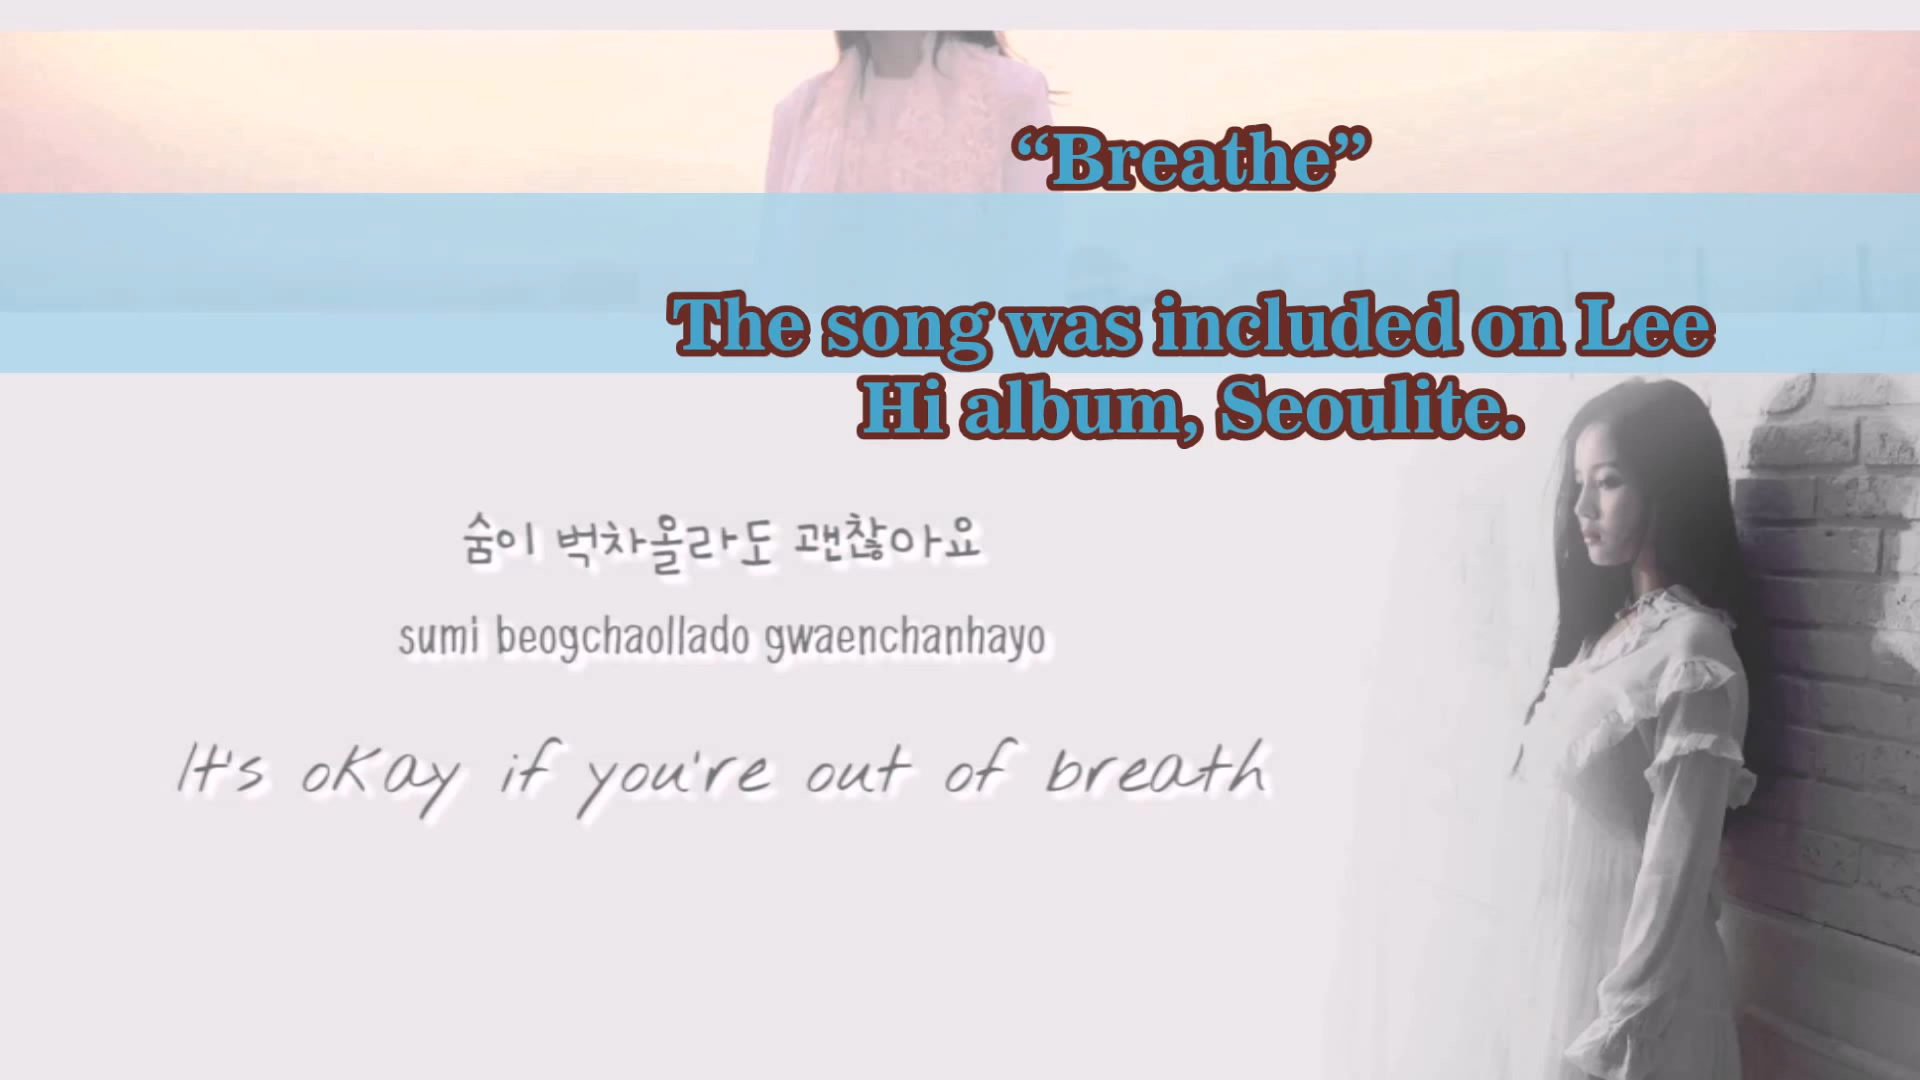 “Breathe”
The song was included on Lee
Hi album, Seoulite.
숨이 벅차올라도 괜찮아요
sumi beogchaollado gwaenchanhayo
It's okay if you're out of breath